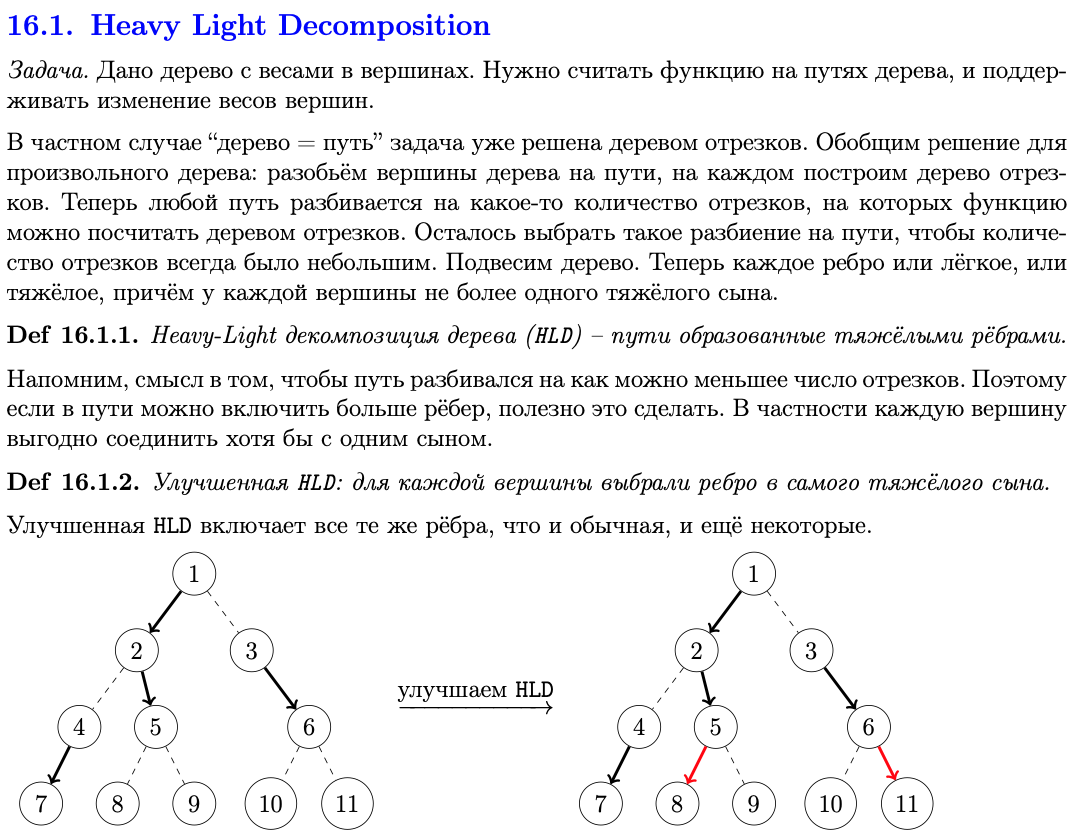 16.1. Heavy Light Decomposition
Задача. Дано дерево с весами в вершинах. Нужно считать функцию на путях дерева, и поддер-
живать изменение весов вершин.
В частном случае “дерево = путь” задача уже решена деревом отрезков. Обобщим решение для
произвольного дерева: разобьём вершины дерева на пути, на каждом построим дерево отрез-
ков. Теперь любой путь разбивается на какое-то количество отрезков, на которых функцию
можно посчитать деревом отрезков. Осталось выбрать такое разбиение на пути, чтобы количе-
ство отрезков всегда было небольшим. Подвесим дерево. Теперь каждое ребро или лёгкое, или
тяжёлое, причём у каждой вершины не более одного тяжёлого сына.
Def 16.1.1. Heavy-Light декомпозиция дерева (HLD) – пути образованные тяжёлыми рёбрами.
Напомним, смысл в том, чтобы путь разбивался на как можно меньшее число отрезков. Поэтому
если в пути можно включить больше рёбер, полезно это сделать. В частности каждую вершину
выгодно соединить хотя бы с одним сыном.
Def 16.1.2. Улучшенная HLD: для каждой вершины выбрали ребро в самого тяжёлого сына.
Улучшенная HLD включает все те же рёбра, что и обычная, и ещё некоторые.
1
2 3
4 5 6
7 8 9 10 11
улучшаем HLD
1
2 3
4 5 6
7 8 9 10 11